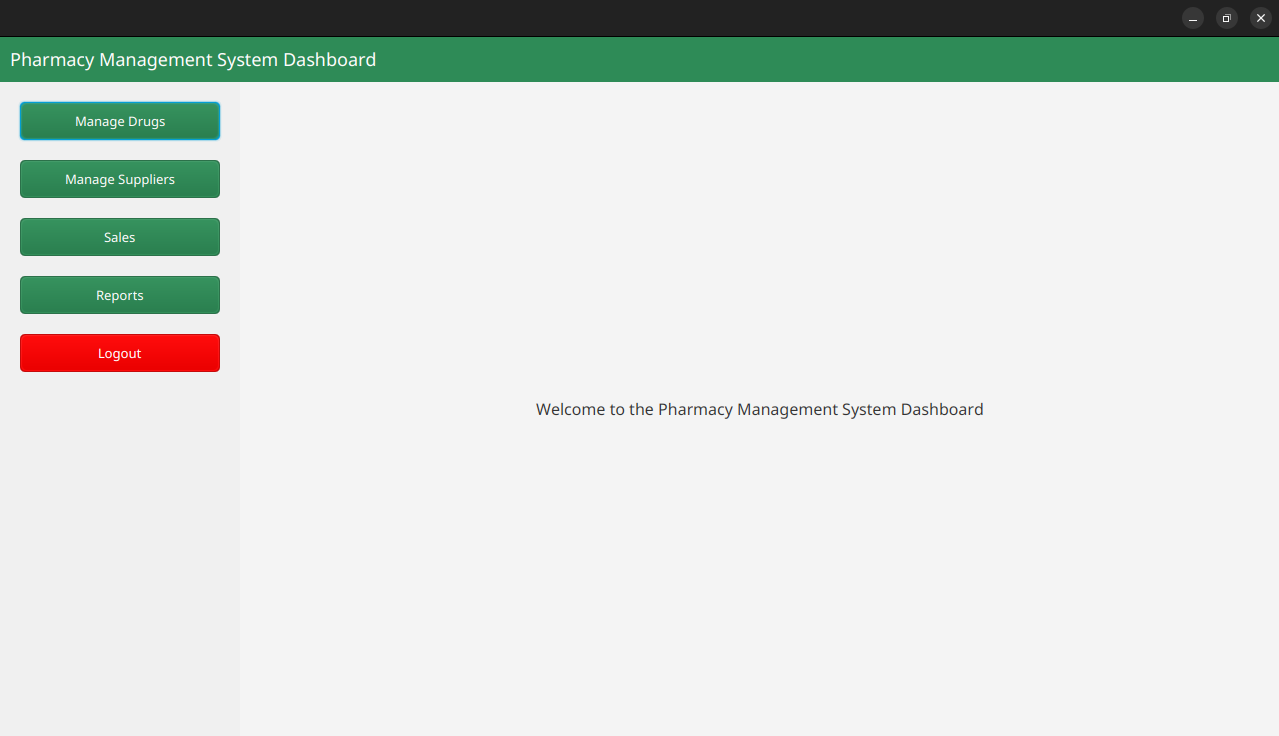 Pharmacy Management System Dashboard
Manage Drugs
Manage Suppliers
Sales
Reports
Logout
Welcome to the Pharmacy Management System Dashboard